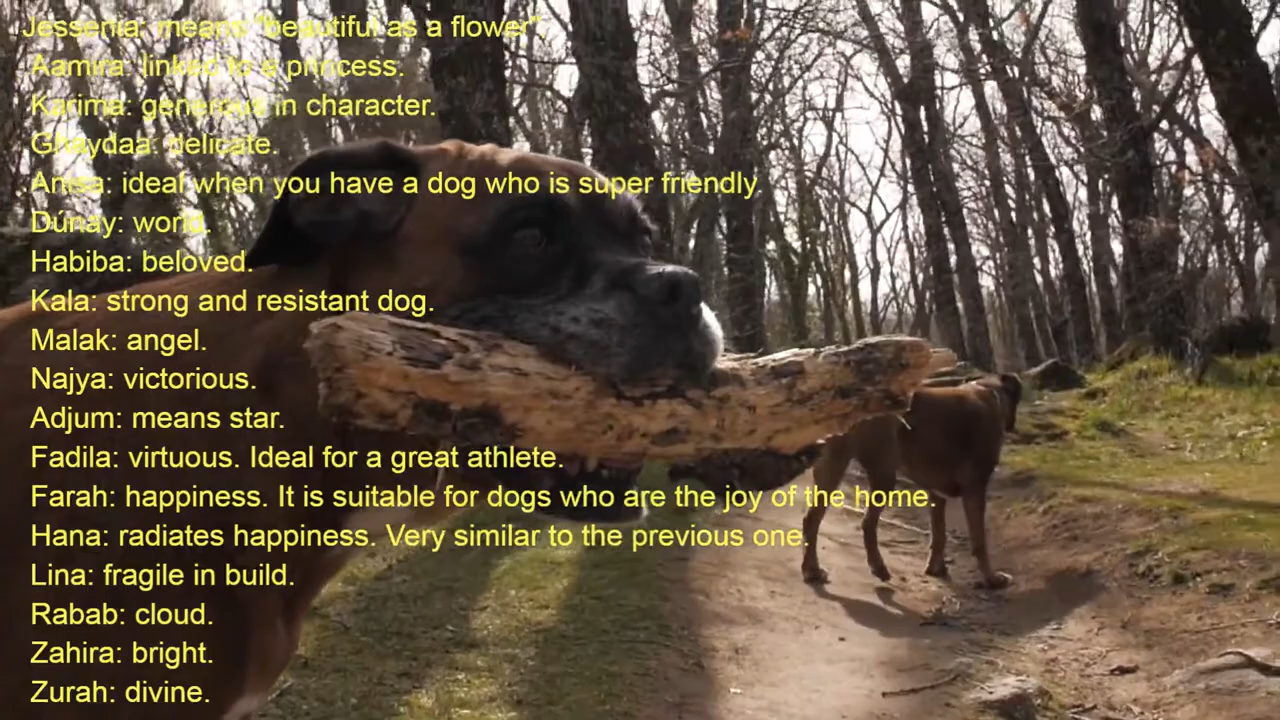 Jessenia: means "beautiful as a flower".
Aamira: linked to a princess.
Karima: generous in character.
Ghaydaa: delicate.
Anisa: ideal when you have a dog who is super friendly.
Dúnay: world.
Habiba: beloved.
Kala: strong and resistant dog.
Malak: angel.
Najya: victorious.
Adjum: means star.
Fadila: virtuous. Ideal for a great athlete.
Farah: happiness. It is suitable for dogs who are the joy of the home.
Hana: radiates happiness. Very similar to the previous one.
Lina: fragile in build.
Rabab: cloud.
Zahira: bright.
Zurah: divine.